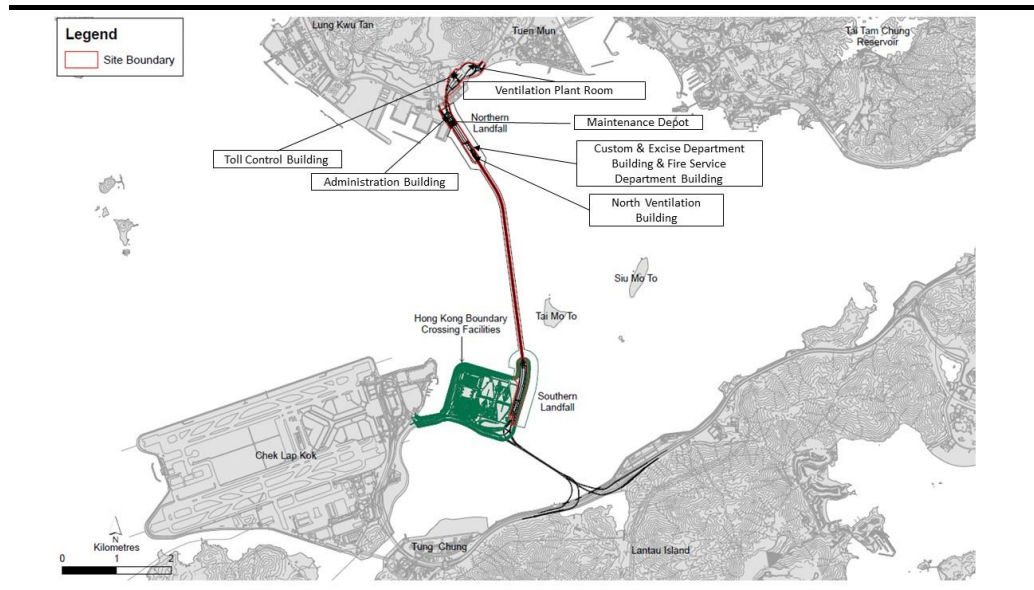 Legend
Site Boundary
Lung Kwu Tan
Tuen Mun
Tai Tam Chung
Reservoir
Ventilation Plant Room
Northern
Landfall
Maintenance Depot
Toll Control Building
Administration Building
Custom & Excise Department
Building & Fire Service
Department Building
North Ventilation
Building
Siu Mo To
Tai Mo To
Hong Kong Boundary
Crossing Facilities
Southern
Landfall
Chek Lap Kok
N
Kilometres
0 1 2
Tung Chung
Lantau Island